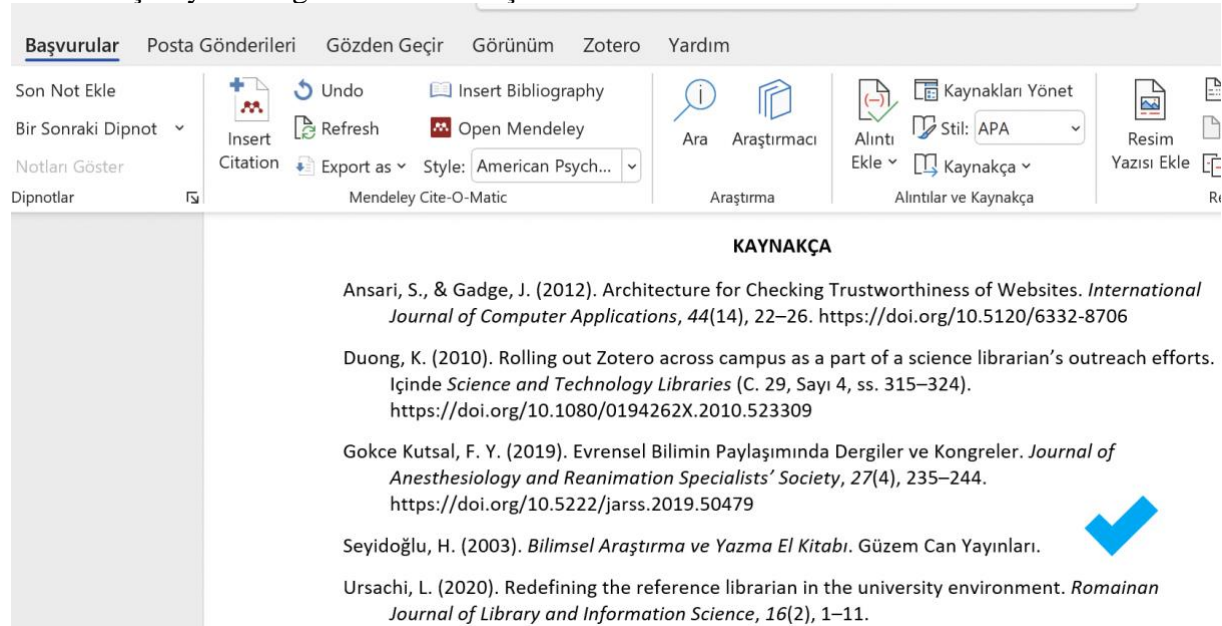 Başvurular Posta Gönderileri Gözden Geçir Görünüm Zotero Yardım
Son Not Ekle
Bir Sonraki Dipnot
Notları Göster
Dipnotlar
Insert
Citation
Undo
Refresh
Export as
Insert Bibliography
Open Mendeley
Style: American Psych...
Mendeley Cite-O-Matic
Ara
Araştırmacı
Araştırma
Alıntı
Ekle
Kaynakları Yönet
Stil: APA
Kaynakça
Alıntılar ve Kaynakça
Resim
Yazısı Ekle
KAYNAKÇA
Ansari, S., & Gadge, J. (2012). Architecture for Checking Trustworthiness of Websites. International
Journal of Computer Applications, 44(14), 22–26. https://doi.org/10.5120/6332-8706
Duong, K. (2010). Rolling out Zotero across campus as a part of a science librarian’s outreach efforts.
Içinde Science and Technology Libraries (C. 29, Sayı 4, ss. 315–324).
https://doi.org/10.1080/0194262X.2010.523309
Gokce Kutsal, F. Y. (2019). Evrensel Bilimin Paylaşımında Dergiler ve Kongreler. Journal of
Anesthesiology and Reanimation Specialists’ Society, 27(4), 235–244.
https://doi.org/10.5222/jarss.2019.50479
Seyidoğlu, H. (2003). Bilimsel Araştırma ve Yazma El Kitabı. Güzem Can Yayınları.
Ursachi, L. (2020). Redefining the reference librarian in the university environment. Romainan
Journal of Library and Information Science, 16(2), 1–11.